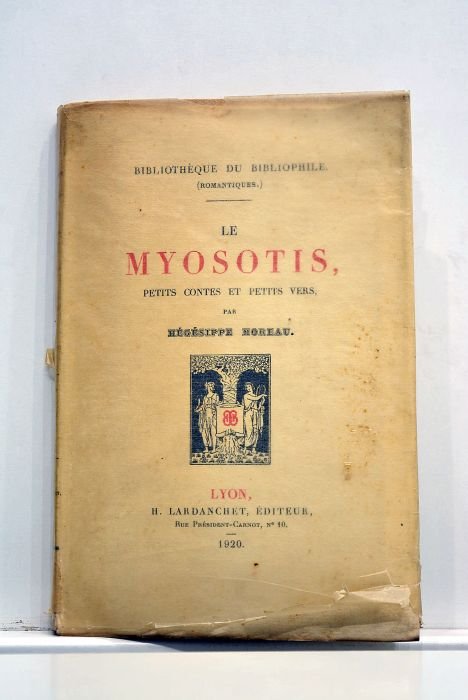 BIBLIOTHÈQUE DU BIBLIOPHILE.
(ROMANTIQUES.)
LE
MYOSOTIS,
PETITS CONTES ET PETITS VERS,
PAR
HÉGÉSIPPE MOREAU.
LYON,
H. LARDANCHET, ÉDITEUR,
RUE PRÉSIDENT-CARNOT, Nº 10.
1920.